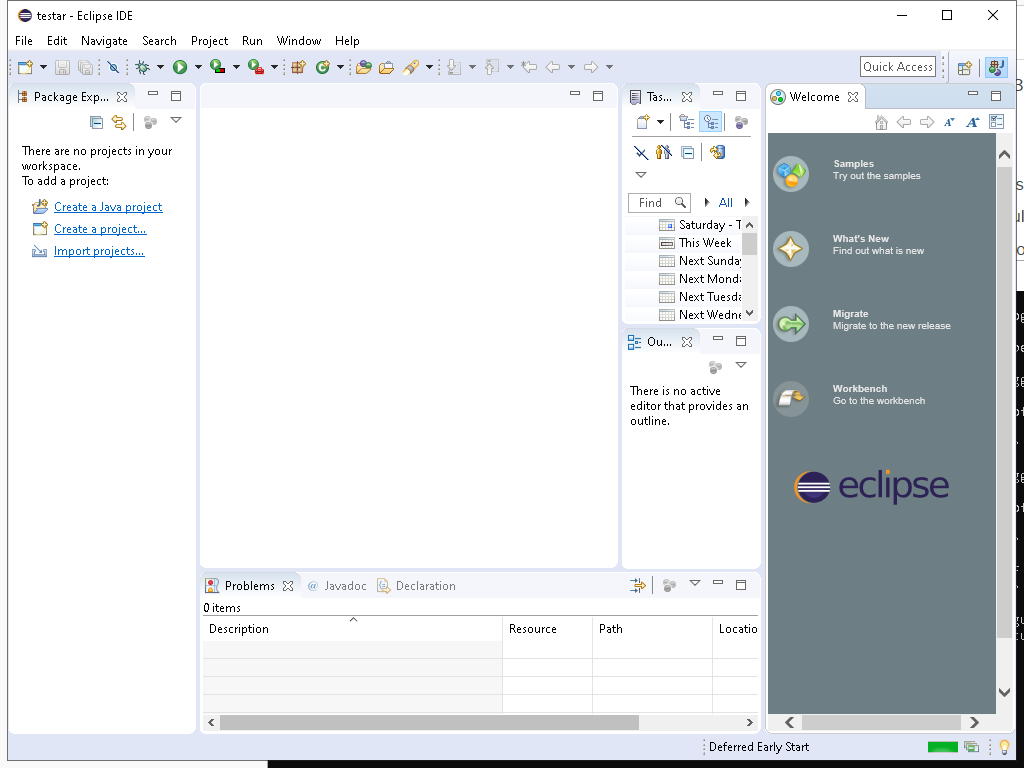 testar - Eclipse IDE
File Edit Navigate Search Project Run Window Help
Quick Access
Package Exp...
There are no projects in your
workspace.
To add a project:
Create a Java project
Create a project...
Import projects...
Tas...
Find
All
Saturday - T
This Week
Next Sunday
Next Monda
Next Tuesda
Next Wedne
Ou...
There is no active
editor that provides an
outline.
Welcome
Samples
Try out the samples
What's New
Find out what is new
Migrate
Migrate to the new release
Workbench
Go to the workbench
eclipse
Problems @ Javadoc Declaration
0 items
Description Resource Path Locatio
Deferred Early Start